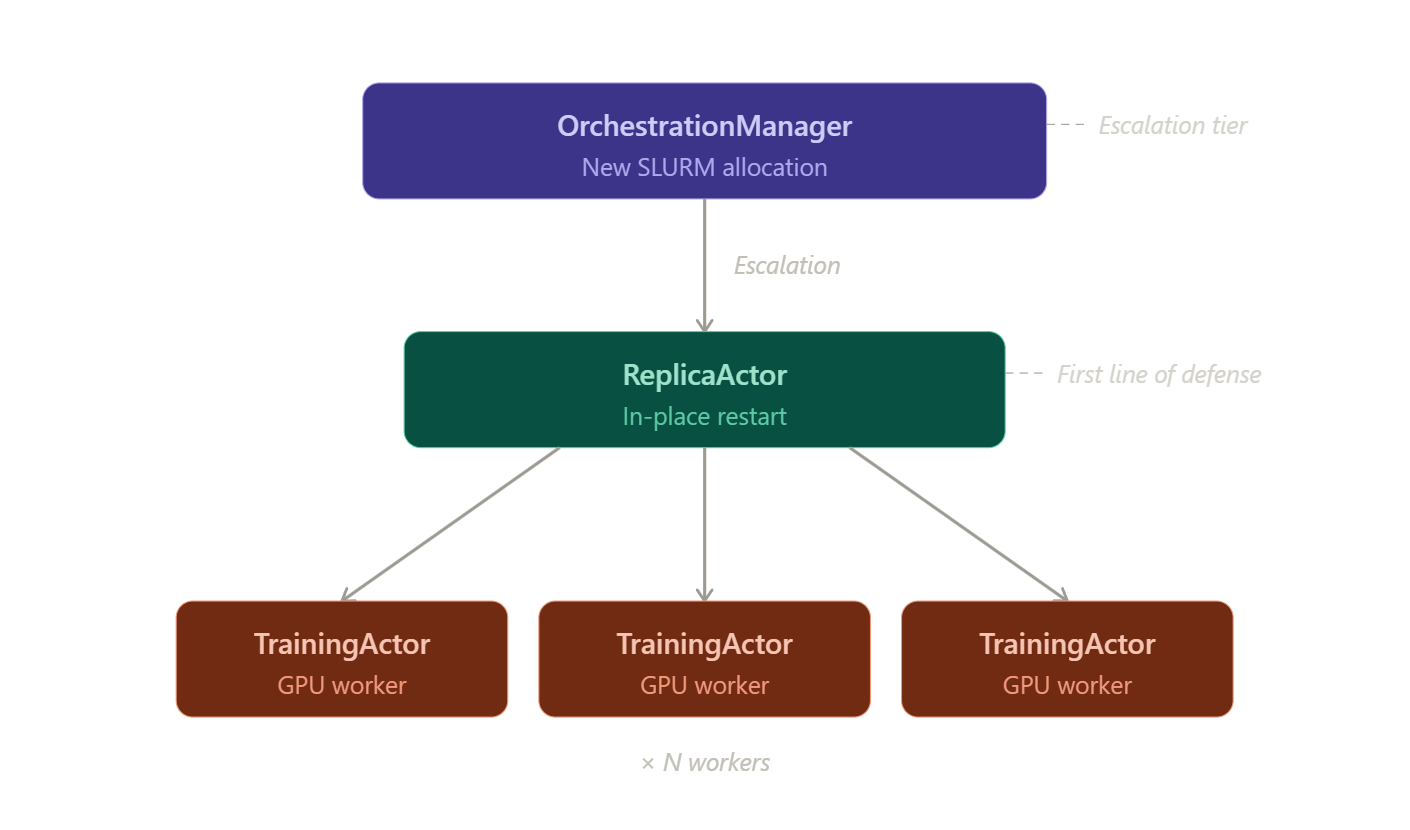 OrchestrationManager
New SLURM allocation
Escalation tier
Escalation
ReplicaActor
In-place restart
First line of defense
TrainingActor
GPU worker
TrainingActor
GPU worker
TrainingActor
GPU worker
× N workers